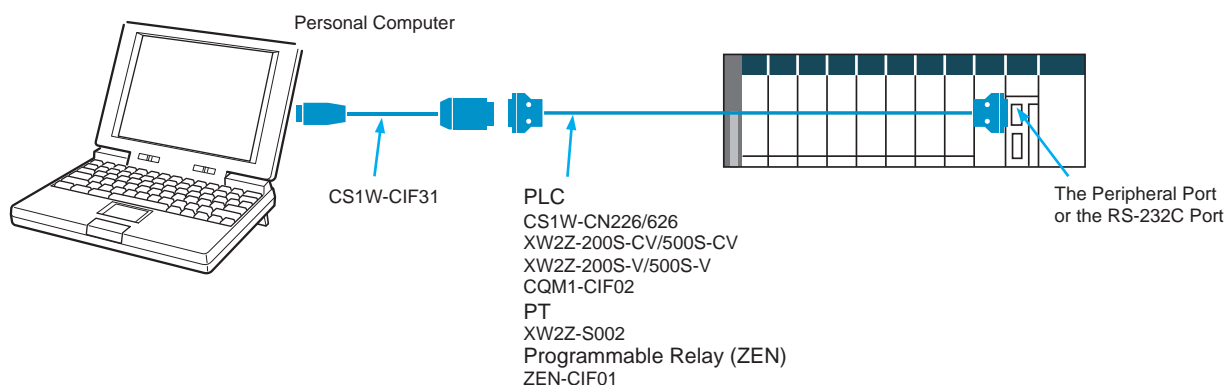 Personal Computer
CS1W-CIF31
PLC
CS1W-CN226/626
XW2Z-200S-CV/500S-CV
XW2Z-200S-V/500S-V
CQM1-CIF02
PT
XW2Z-S002
Programmable Relay (ZEN)
ZEN-CIF01
The Peripheral Port
or the RS-232C Port